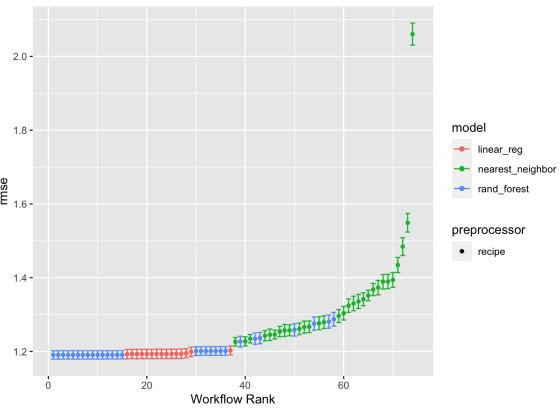 2.0
1.8
1.6
1.4
1.2
rmse
0 20 40 60
Workflow Rank
model
linear_reg
nearest_neighbor
rand_forest
preprocessor
recipe